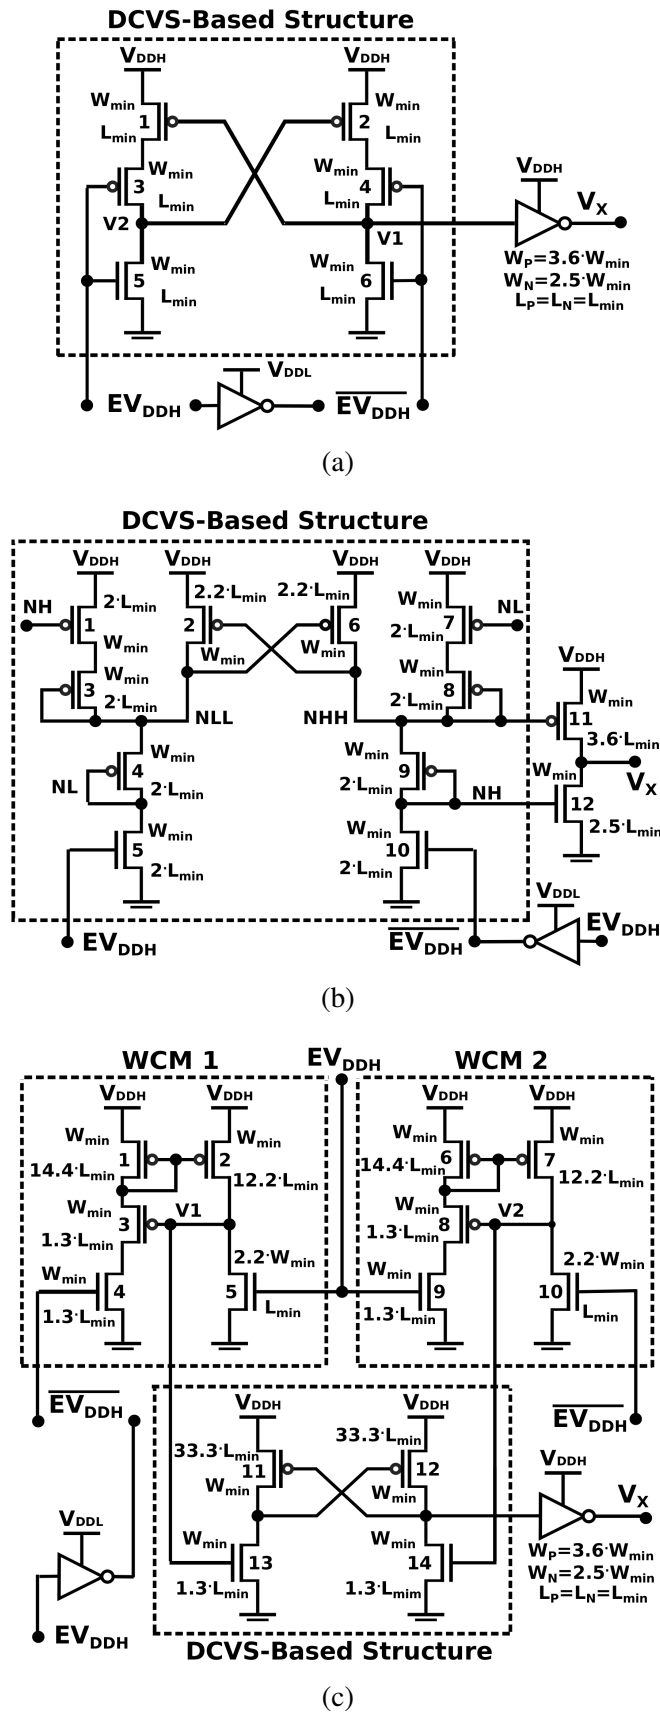 DCVS-Based Structure
VDDH VDDH
Wmin Wmin
1 2
Lmin Lmin
Wmin Wmin VDDH
3 4
Lmin Lmin VX
V2 V1
Wmin Wmin WP=3.6·Wmin
5 6 WN=2.5·Wmin
Lmin Lmin LP=LN=Lmin
VDDL
EVDDH EVDDH
(a)
DCVS-Based Structure
VDDH VDDH VDDH VDDH
2.2·Lmin 2.2·Lmin
NH 2·Lmin Wmin NL
1 2 6 7
Wmin Wmin Wmin 2·Lmin VDDH
Wmin Wmin
3 8 Wmin
2·Lmin 2·Lmin 11
NLL NHH 3.6·Lmin
Wmin Wmin Wmin VX
4 9
NL 2·Lmin 2·Lmin NH 12
Wmin Wmin 2.5·Lmin
5 10
2·Lmin 2·Lmin VDDL
EVDDH EVDDH EVDDH
(b)
WCM 1 EVDDH WCM 2
VDDH VDDH VDDH VDDH
Wmin Wmin Wmin Wmin
1 2 6 7
14.4·Lmin 12.2·Lmin 14.4·Lmin 12.2·Lmin
Wmin V1 Wmin V2
3 8
1.3·Lmin 1.3·Lmin
2.2·Wmin 2.2·Wmin
Wmin Wmin
4 5 9 10
1.3·Lmin Lmin 1.3·Lmin Lmin
EVDDH EVDDH
VDDH VDDH
33.3·Lmin 33.3·Lmin
11 12 VDDH
Wmin Wmin
VX
VDDL Wmin Wmin WP=3.6·Wmin
13 14 WN=2.5·Wmin
1.3·Lmin 1.3·Lmim LP=LN=Lmin
EVDDH
DCVS-Based Structure
(c)